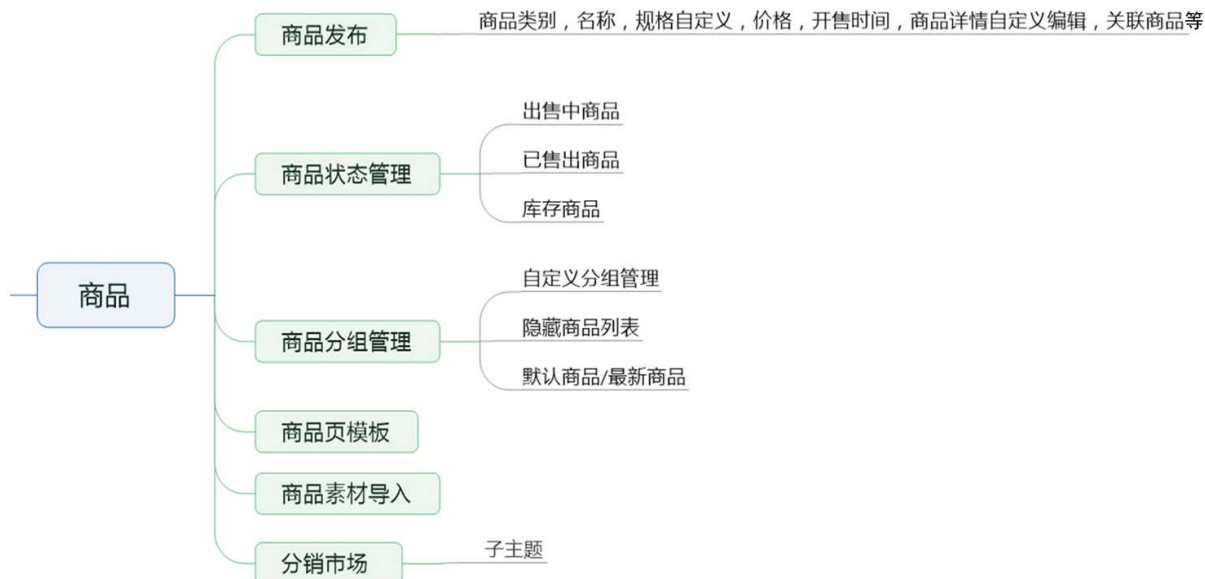 商品发布
商品类别，名称，规格自定义，价格，开售时间，商品详情自定义编辑，关联商品等
出售中商品
商品状态管理
已售出商品
库存商品
商品
自定义分组管理
商品分组管理
隐藏商品列表
默认商品/最新商品
商品页模板
商品素材导入
分销市场
子主题